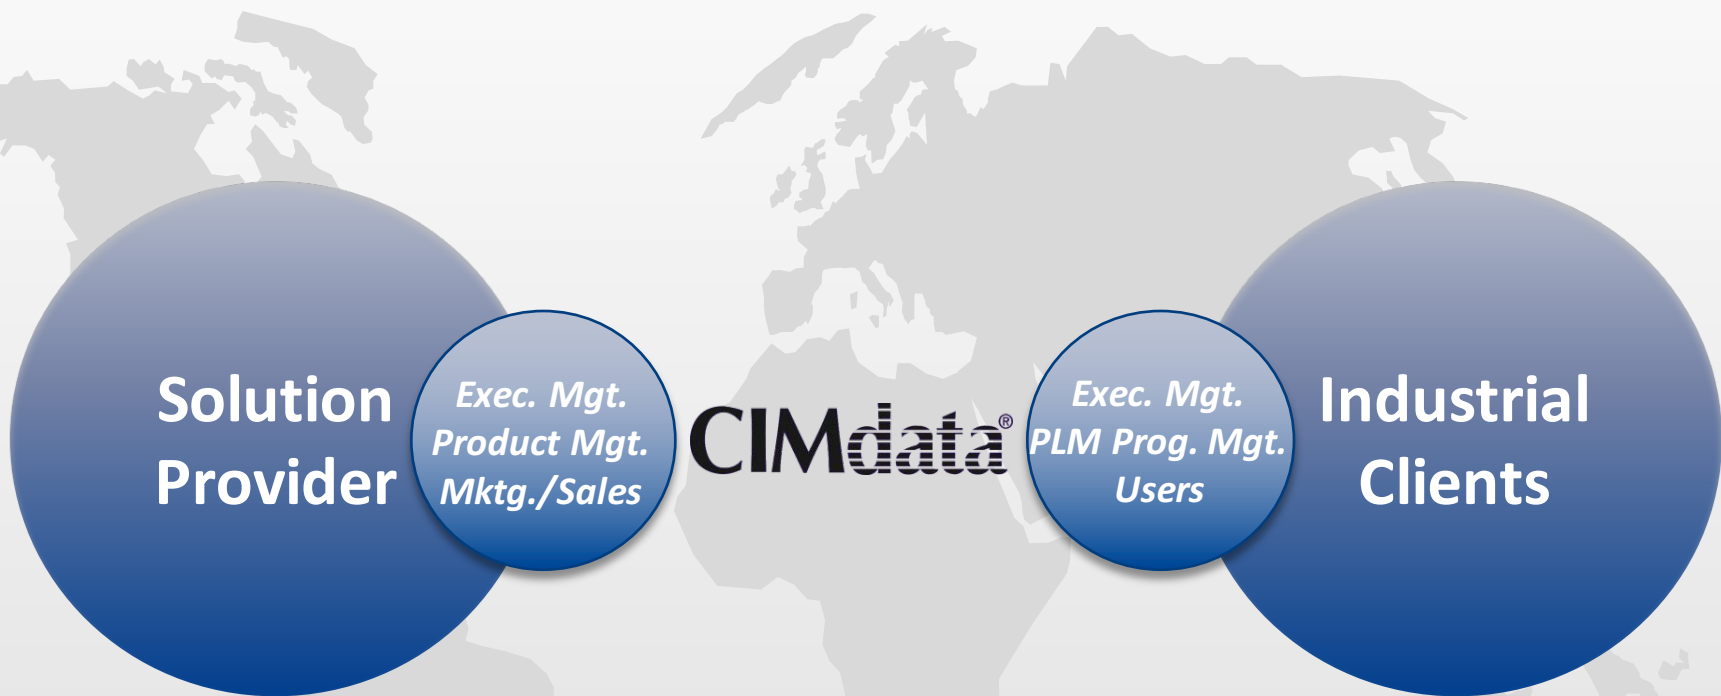 Solution
Provider
Exec. Mgt.
Product Mgt.
Mktg./Sales
CIMdata®
Exec. Mgt.
PLM Prog. Mgt.
Users
Industrial
Clients